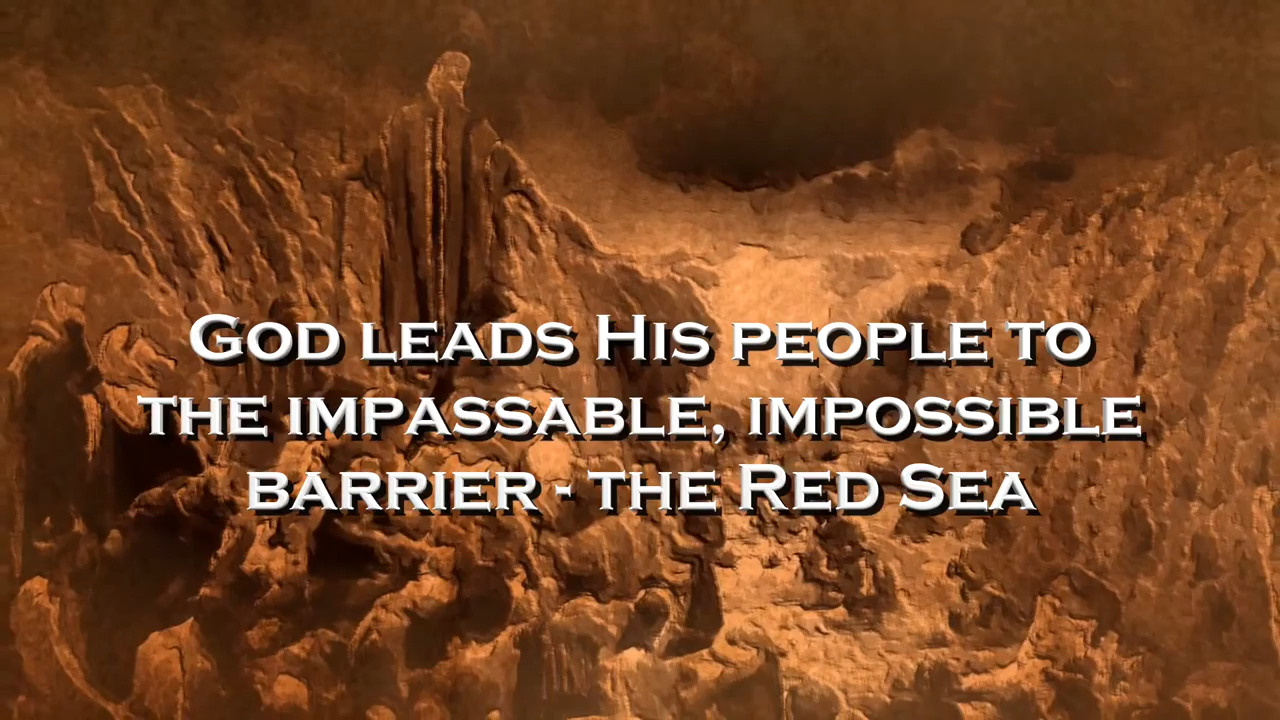 God leads His people to
the impassable, impossible
barrier - the Red Sea